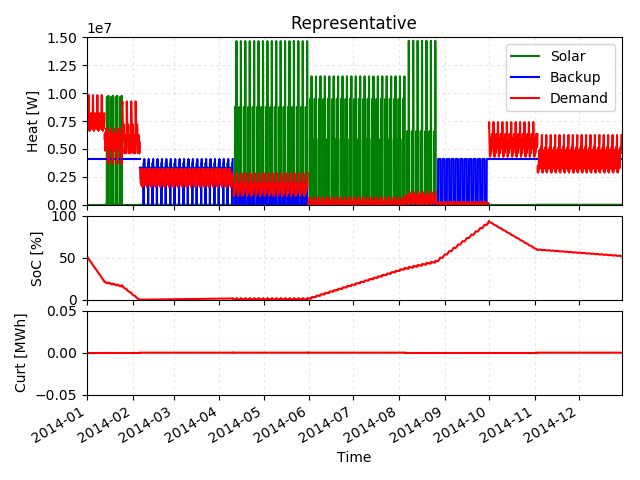 Representative
1e7
1.50
1.25
1.00
0.75
0.50
0.25
0.00
Heat [W]
Solar
Backup
Demand
100
50
0
SoC [%]
0.05
0.00
−0.05
Curt [MWh]
2014-01
2014-02
2014-03
2014-04
2014-05
2014-06
2014-07
2014-08
2014-09
2014-10
2014-11
2014-12
Time